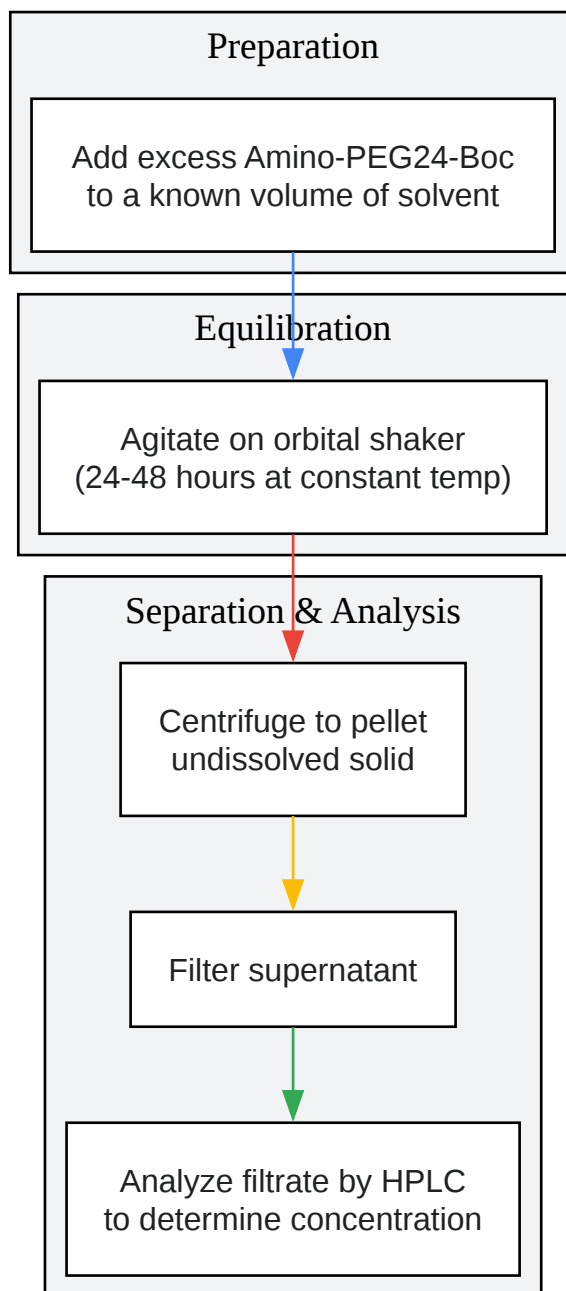 Preparation
Add excess Amino-PEG24-Boc
to a known volume of solvent
Equilibration
Agitate on orbital shaker
(24-48 hours at constant temp)
Separation & Analysis
Centrifuge to pellet
undissolved solid
Filter supernatant
Analyze filtrate by HPLC
to determine concentration